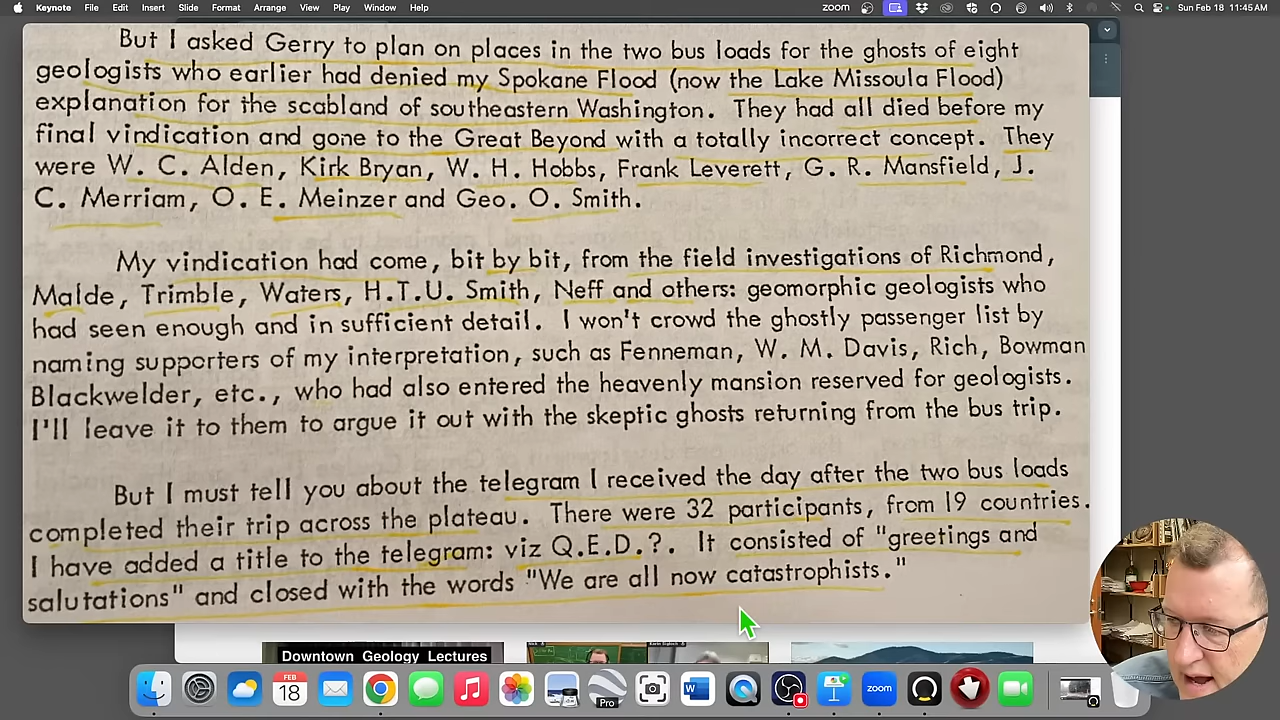 Keynote File Edit Insert Slide Format Arrange View Play Window Help zoom Sun Feb 18 11:45 AM
But I asked Gerry to plan on places in the two bus loads for the ghosts of eight
geologists who earlier had denied my Spokane Flood (now the Lake Missoula Flood)
explanation for the scabland of southeastern Washington. They had all died before my
final vindication and gone to the Great Beyond with a totally incorrect concept. They
were W. C. Alden, Kirk Bryan, W. H. Hobbs, Frank Leverett, G. R. Mansfield, J.
C. Merriam, O. E. Meinzer and Geo. O. Smith.
My vindication had come, bit by bit, from the field investigations of Richmond,
Malde, Trimble, Waters, H.T.U. Smith, Neff and others: geomorphic geologists who
had seen enough and in sufficient detail. I won't crowd the ghostly passenger list by
naming supporters of my interpretation, such as Fenneman, W. M. Davis, Rich, Bowman
Blackwelder, etc., who had also entered the heavenly mansion reserved for geologists.
I'll leave it to them to argue it out with the skeptic ghosts returning from the bus trip.
But I must tell you about the telegram I received the day after the two bus loads
completed their trip across the plateau. There were 32 participants, from 19 countries.
I have added a title to the telegram: viz Q.E.D.?. It consisted of "greetings and
salutations" and closed with the words "We are all now catastrophists."
Downtown Geology Lectures
FEB
18
Pro
zoom